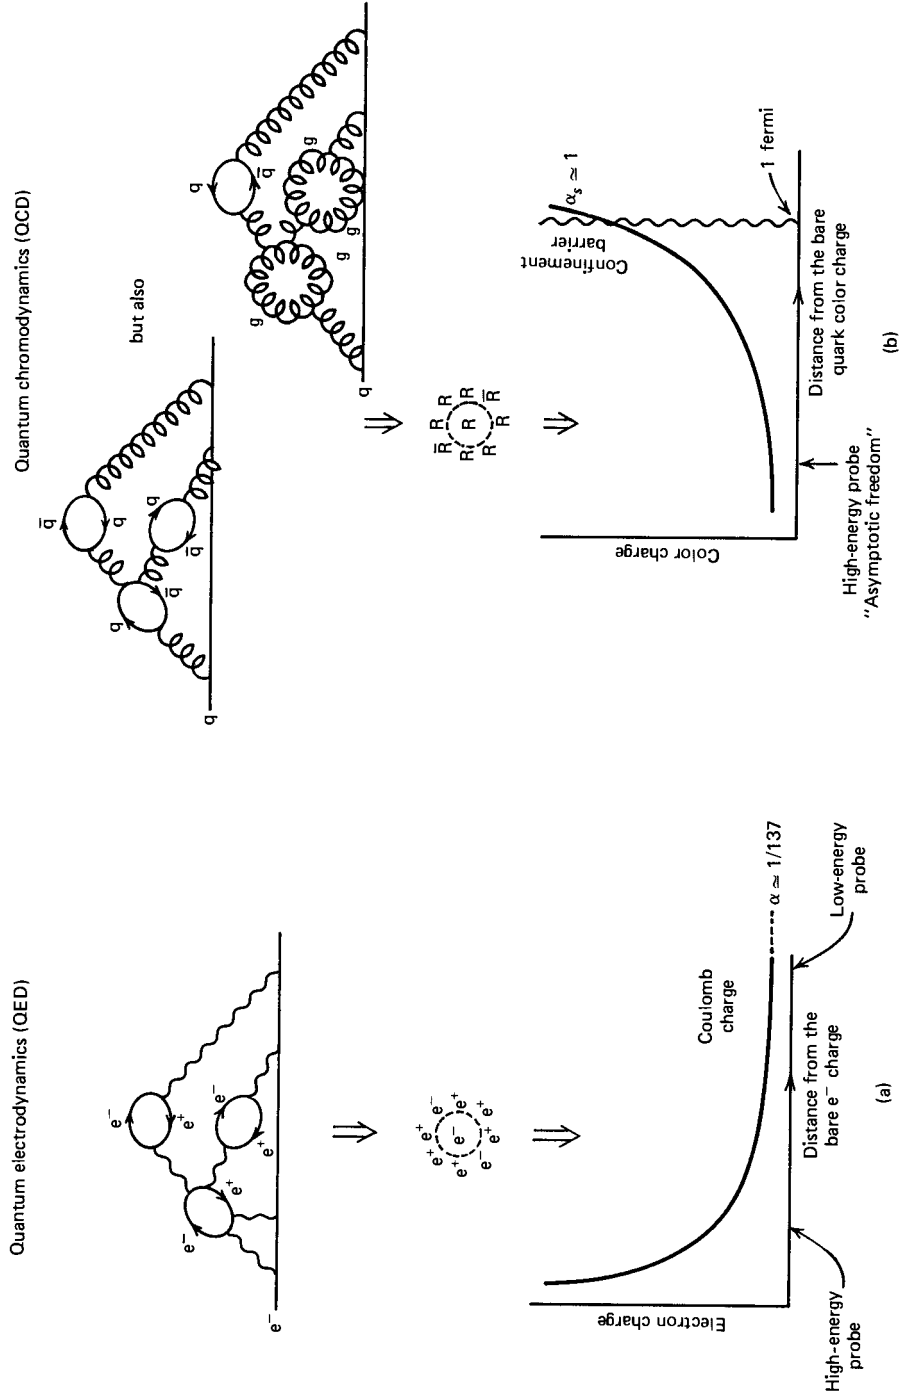 Quantum electrodynamics (QED)
e⁻
e⁻
e⁺
e⁻
e⁺
e⁻
e⁺
⇒
e⁺ e⁺ e⁻
e⁺ e⁻ e⁺
e⁻ e⁺ e⁺
⇒
Electron charge
Coulomb
charge
α ≃ 1/137
High-energy
probe
Distance from the
bare e⁻ charge
Low-energy
probe
(a)
Quantum chromodynamics (QCD)
q̄
q
q
q̄
q
q̄
q
but also
q
q̄
g
g
g
g
q
⇒
R̄ R R
R R
R R R R̄
⇒
Color charge
Confinement
barrier
αₛ ≃ 1
1 fermi
High-energy probe
"Asymptotic freedom"
Distance from the bare
quark color charge
(b)